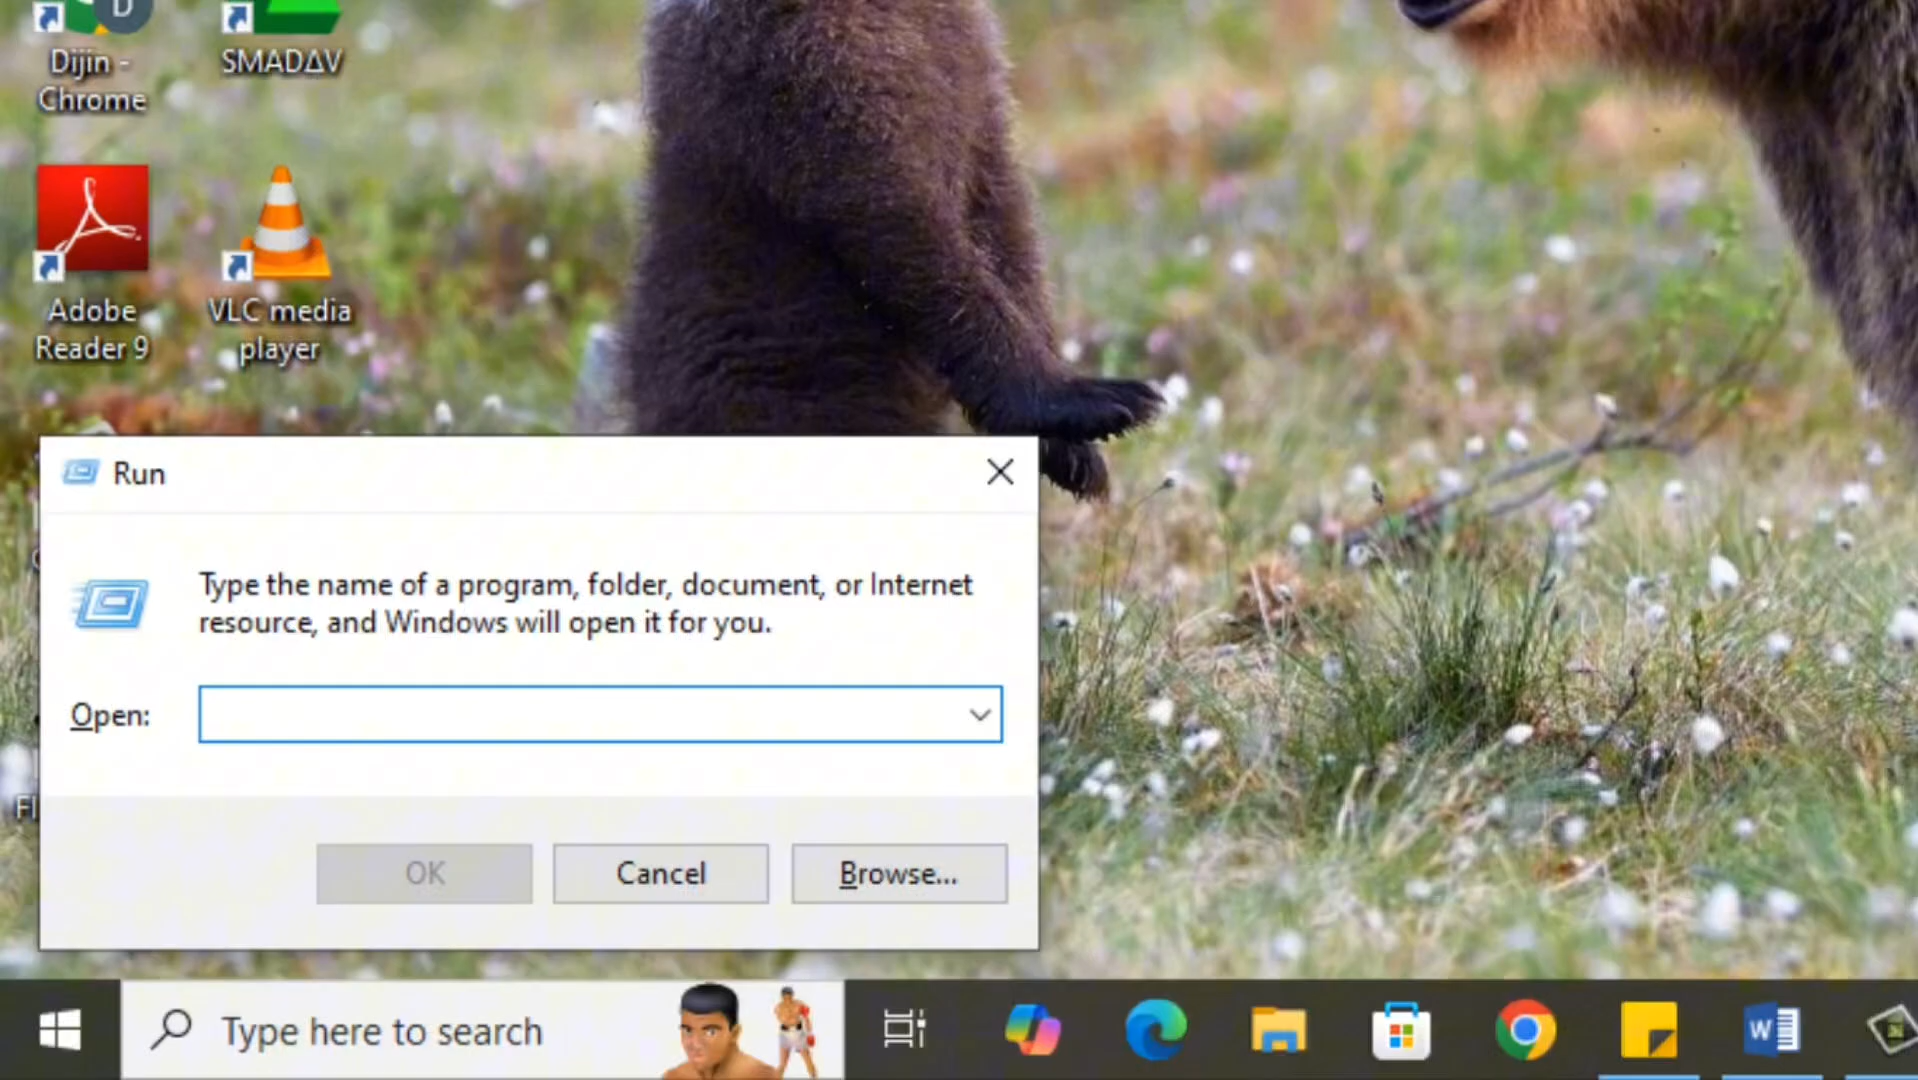 D
Dijin -
Chrome
SMADΔV
Adobe
Reader 9
VLC media
player
Run
Type the name of a program, folder, document, or Internet
resource, and Windows will open it for you.
Open:
OK
Cancel
Browse...
Type here to search
W